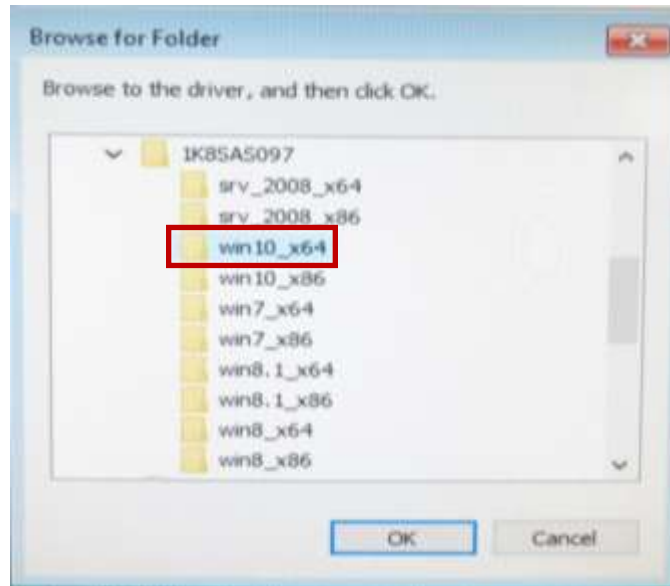 Browse for Folder
Browse to the driver, and then click OK.
1K85A5097
srv_2008_x64
srv_2008_x86
win10_x64
win10_x86
win7_x64
win7_x86
win8.1_x64
win8.1_x86
win8_x64
win8_x86
OK
Cancel